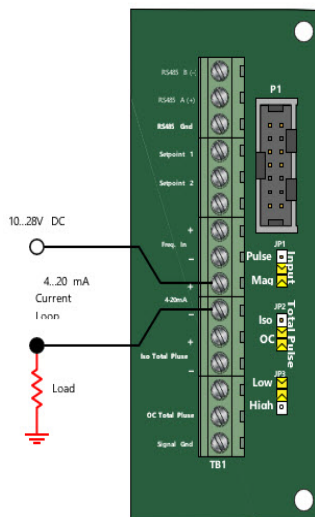 RS485 B (-)
RS485 A (+)
RS485 Gnd
Setpoint 1
Setpoint 2
+
Freq. In
−
+
4-20mA
−
+
Iso Total Pluse
−
OC Total Pluse
Signal Gnd
TB1
P1
JP1
Pulse
Mag
Input
JP2
Iso
OC
Total Pulse
JP3
Low
High
10...28V DC
4...20 mA
Current
Loop
Load